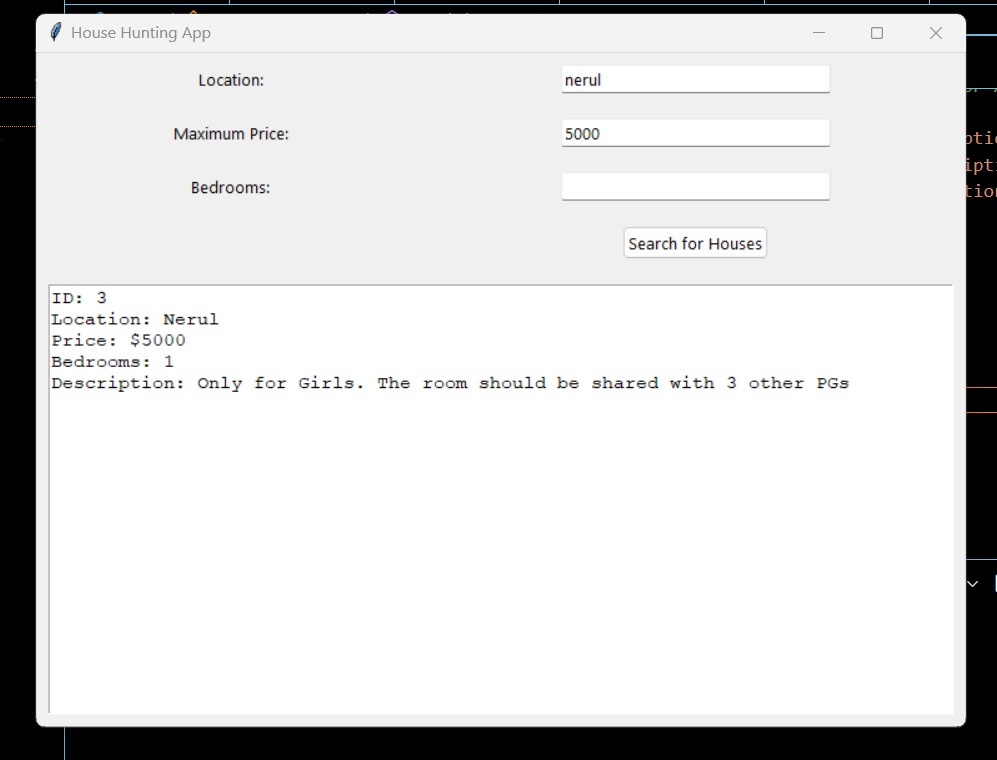 House Hunting App
Location:
nerul
Maximum Price:
5000
Bedrooms:
Search for Houses
ID: 3
Location: Nerul
Price: $5000
Bedrooms: 1
Description: Only for Girls. The room should be shared with 3 other PGs